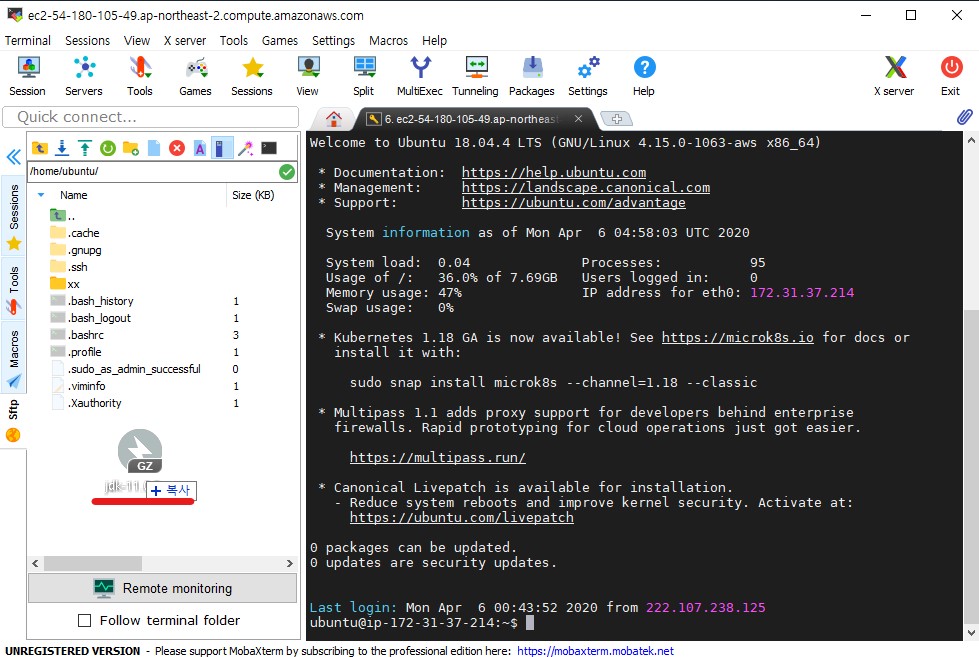 ec2-54-180-105-49.ap-northeast-2.compute.amazonaws.com
Terminal Sessions View X server Tools Games Settings Macros Help
Session Servers Tools Games Sessions View Split MultiExec Tunneling Packages Settings Help X server Exit
Quick connect...
6. ec2-54-180-105-49.ap-northeast
/home/ubuntu/
Name Size (KB)
..
.cache
.gnupg
.ssh
xx
.bash_history 1
.bash_logout 1
.bashrc 3
.profile 1
.sudo_as_admin_successful 0
.viminfo 1
.Xauthority 1
GZ
jdk-11
+ 복사
Sessions
Tools
Macros
Sftp
Remote monitoring
Follow terminal folder
Welcome to Ubuntu 18.04.4 LTS (GNU/Linux 4.15.0-1063-aws x86_64)
* Documentation: https://help.ubuntu.com
* Management: https://landscape.canonical.com
* Support: https://ubuntu.com/advantage
System information as of Mon Apr 6 04:58:03 UTC 2020
System load: 0.04 Processes: 95
Usage of /: 36.0% of 7.69GB Users logged in: 0
Memory usage: 47% IP address for eth0: 172.31.37.214
Swap usage: 0%
* Kubernetes 1.18 GA is now available! See https://microk8s.io for docs or
install it with:
sudo snap install microk8s --channel=1.18 --classic
* Multipass 1.1 adds proxy support for developers behind enterprise
firewalls. Rapid prototyping for cloud operations just got easier.
https://multipass.run/
* Canonical Livepatch is available for installation.
- Reduce system reboots and improve kernel security. Activate at:
https://ubuntu.com/livepatch
0 packages can be updated.
0 updates are security updates.
Last login: Mon Apr 6 00:43:52 2020 from 222.107.238.125
ubuntu@ip-172-31-37-214:~$
UNREGISTERED VERSION - Please support MobaXterm by subscribing to the professional edition here: https://mobaxterm.mobatek.net